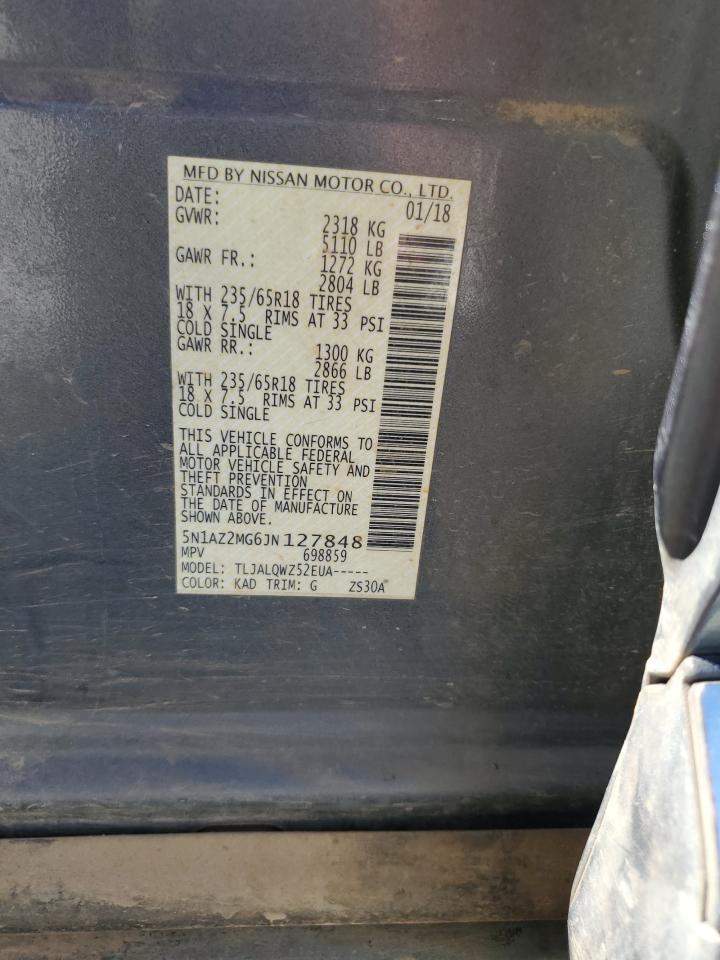 MFD BY NISSAN MOTOR CO., LTD.
DATE: 01/18
GVWR: 2318 KG
5110 LB
GAWR FR.: 1272 KG
2804 LB
WITH 235/65R18 TIRES
18 X 7.5 RIMS AT 33 PSI
COLD SINGLE
GAWR RR.: 1300 KG
2866 LB
WITH 235/65R18 TIRES
18 X 7.5 RIMS AT 33 PSI
COLD SINGLE
THIS VEHICLE CONFORMS TO
ALL APPLICABLE FEDERAL
MOTOR VEHICLE SAFETY AND
THEFT PREVENTION
STANDARDS IN EFFECT ON
THE DATE OF MANUFACTURE
SHOWN ABOVE.
5N1AZ2MG6JN127848
MPV 698859
MODEL: TLJALQWZ52EUA-----
COLOR: KAD TRIM: G ZS30A